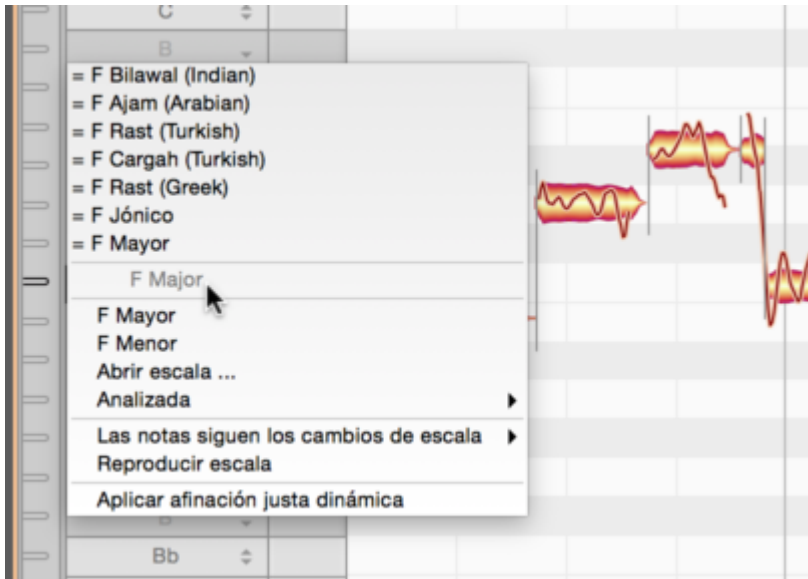 C
B
= F Bilawal (Indian)
= F Ajam (Arabian)
= F Rast (Turkish)
= F Cargah (Turkish)
= F Rast (Greek)
= F Jónico
= F Mayor
F Major
F Mayor
F Menor
Abrir escala ...
Analizada
Las notas siguen los cambios de escala
Reproducir escala
Aplicar afinación justa dinámica
Bb